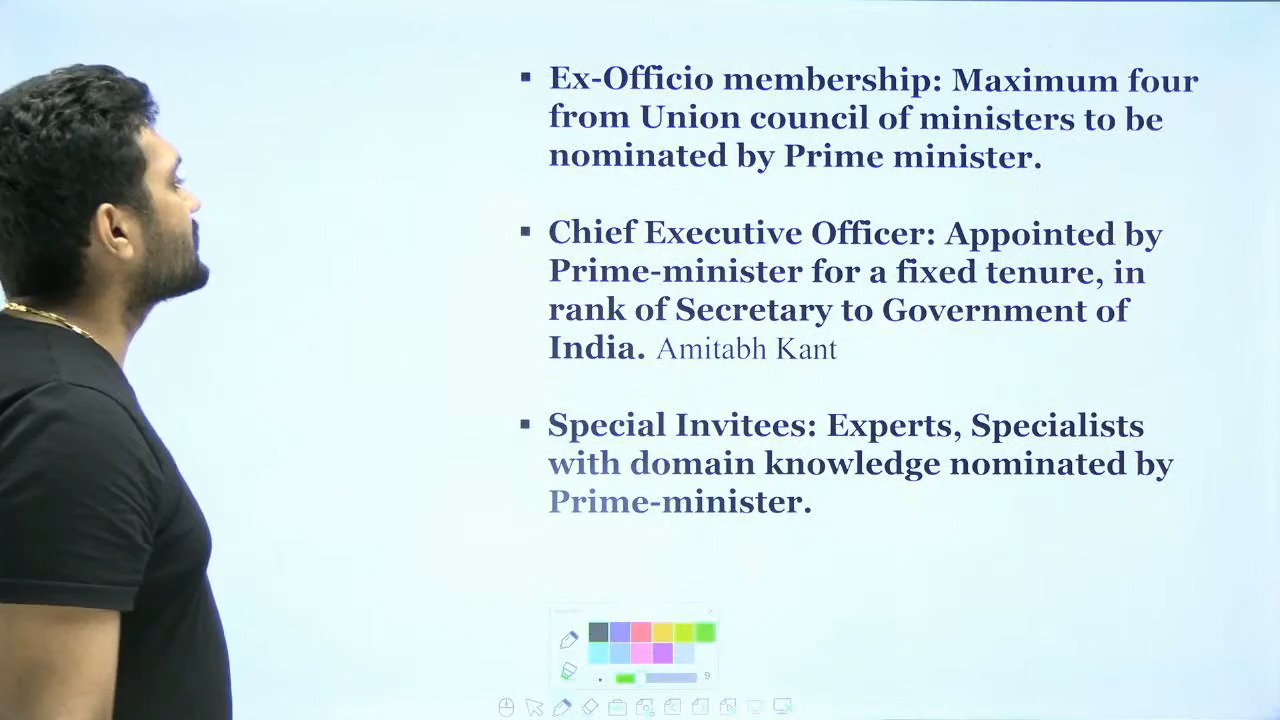 ▪ Ex-Officio membership: Maximum four
from Union council of ministers to be
nominated by Prime minister.
▪ Chief Executive Officer: Appointed by
Prime-minister for a fixed tenure, in
rank of Secretary to Government of
India. Amitabh Kant
▪ Special Invitees: Experts, Specialists
with domain knowledge nominated by
Prime-minister.
9